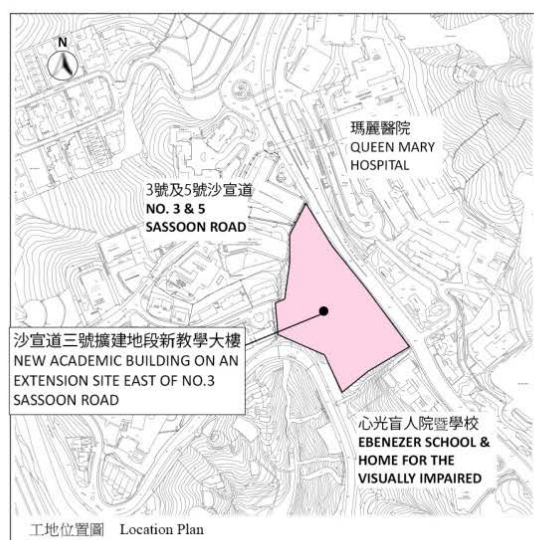 N
瑪麗醫院
QUEEN MARY
HOSPITAL
3號及5號沙宣道
NO. 3 & 5
SASSOON ROAD
沙宣道三號擴建地段新教學大樓
NEW ACADEMIC BUILDING ON AN
EXTENSION SITE EAST OF NO.3
SASSOON ROAD
心光盲人院暨學校
EBENEZER SCHOOL &
HOME FOR THE
VISUALLY IMPAIRED
工地位置圖 Location Plan